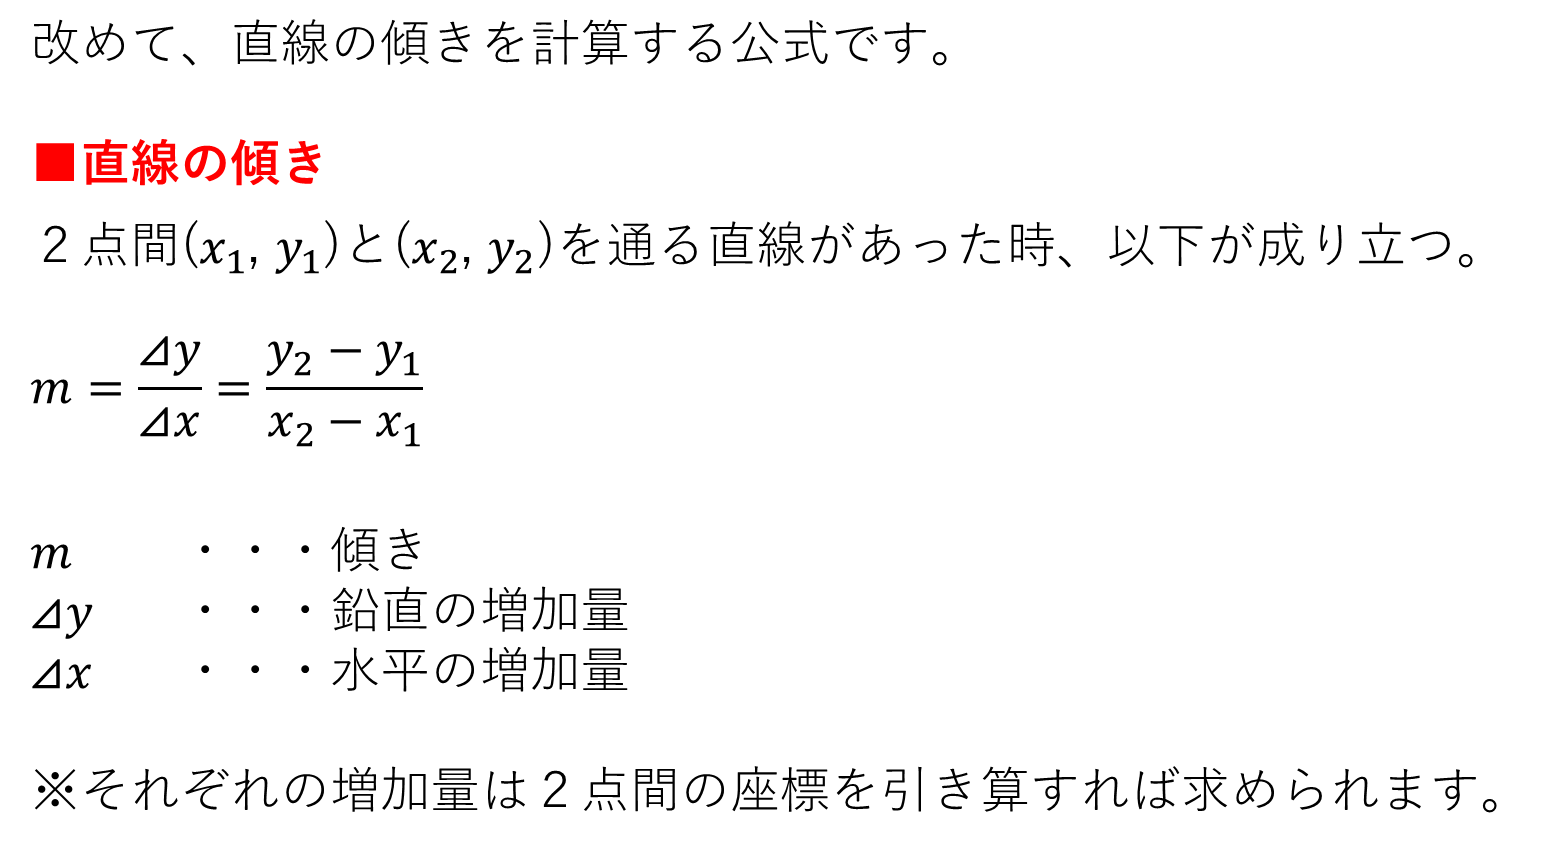 改めて、直線の傾きを計算する公式です。
■直線の傾き
２点間(x₁, y₁)と(x₂, y₂)を通る直線があった時、以下が成り立つ。
m = ⊿y/⊿x = (y₂ − y₁)/(x₂ − x₁)
m ・・・傾き
⊿y ・・・鉛直の増加量
⊿x ・・・水平の増加量
※それぞれの増加量は２点間の座標を引き算すれば求められます。